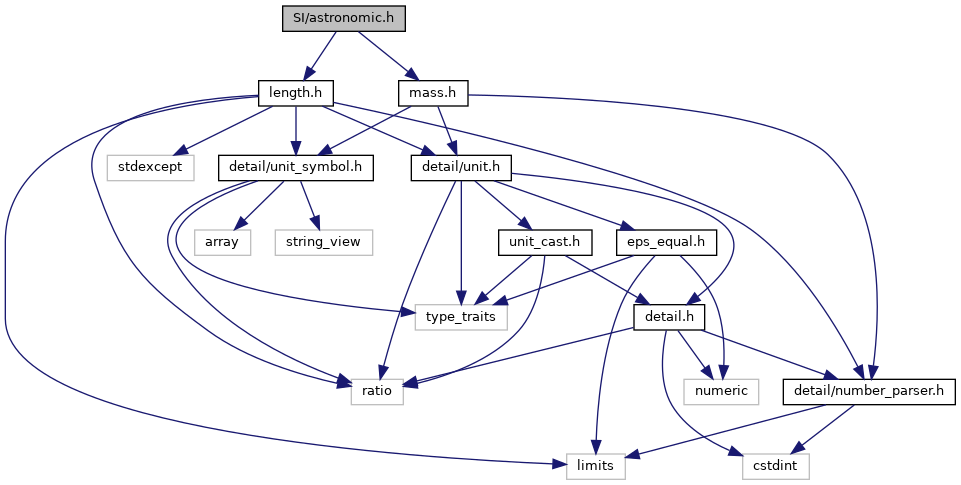 SI/astronomic.h
length.h
mass.h
stdexcept
detail/unit_symbol.h
detail/unit.h
array
string_view
unit_cast.h
eps_equal.h
type_traits
detail.h
ratio
numeric
detail/number_parser.h
limits
cstdint